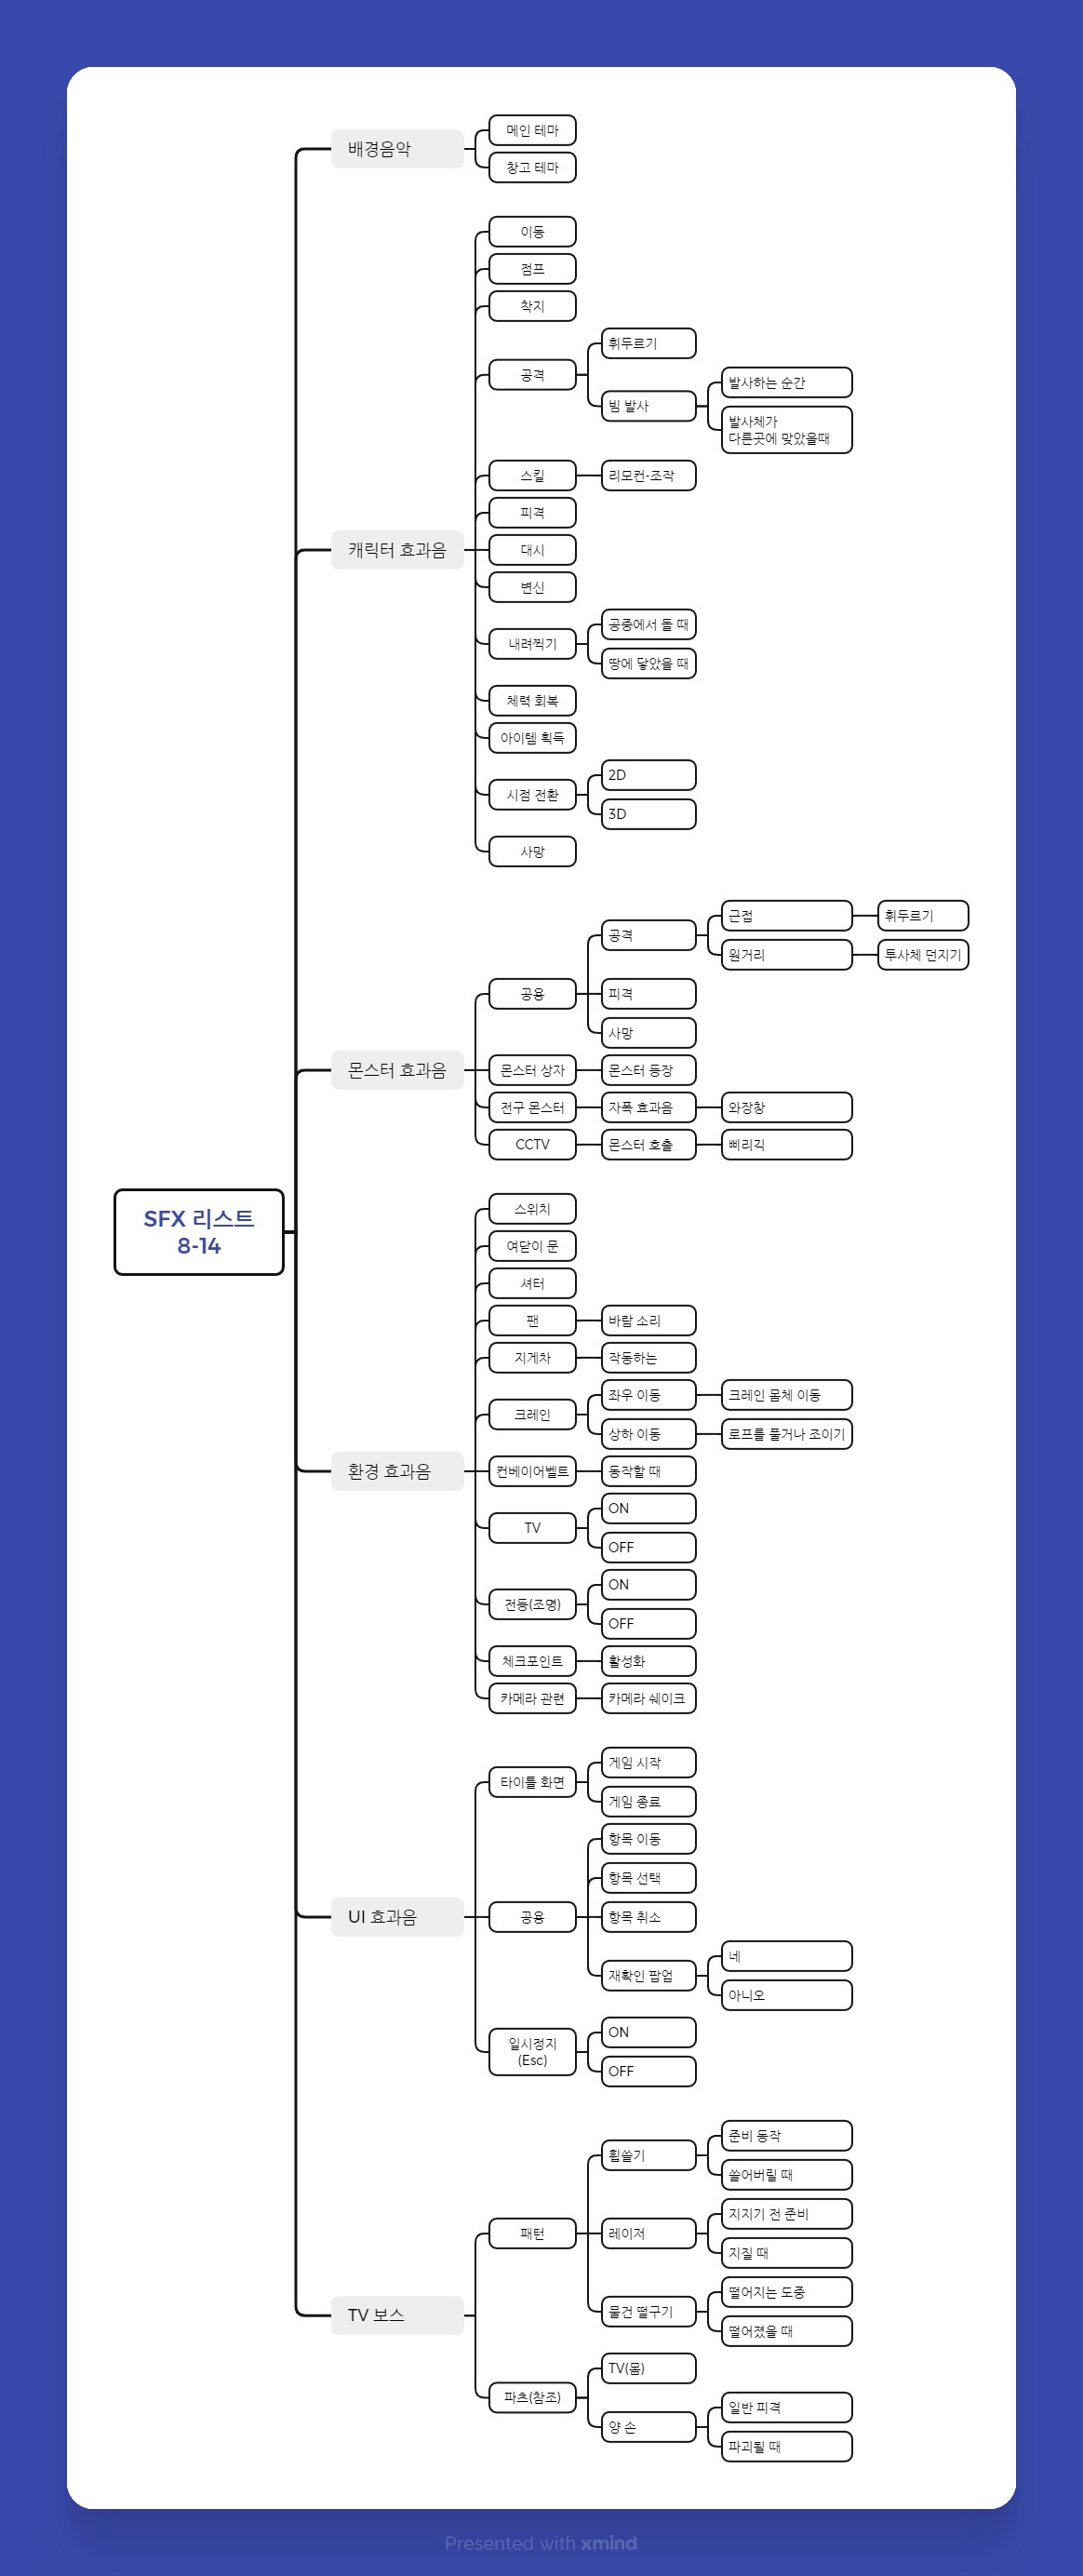 배경음악
메인 테마
창고 테마
캐릭터 효과음
이동
점프
착지
공격
휘두르기
빔 발사
발사하는 순간
발사체가
다른곳에 맞았을때
스킬
리모컨-조작
피격
대시
변신
내려찍기
공중에서 돌 때
땅에 닿았을 때
체력 회복
아이템 획득
시점 전환
2D
3D
사망
몬스터 효과음
공용
공격
근접
휘두르기
원거리
투사체 던지기
피격
사망
몬스터 상자
몬스터 등장
전구 몬스터
자폭 효과음
와장창
CCTV
몬스터 호출
삐리긱
SFX 리스트
8-14
환경 효과음
스위치
여닫이 문
셔터
팬
바람 소리
지게차
작동하는
크레인
좌우 이동
크레인 몸체 이동
상하 이동
로프를 풀거나 조이기
컨베이어벨트
동작할 때
TV
ON
OFF
전등(조명)
ON
OFF
체크포인트
활성화
카메라 관련
카메라 쉐이크
UI 효과음
타이틀 화면
게임 시작
게임 종료
공용
항목 이동
항목 선택
항목 취소
재확인 팝업
네
아니오
일시정지
(Esc)
ON
OFF
TV 보스
패턴
휩쓸기
준비 동작
쓸어버릴 때
레이저
지지기 전 준비
지질 때
물건 떨구기
떨어지는 도중
떨어졌을 때
파츠(참조)
TV(몸)
양 손
일반 피격
파괴될 때
Presented with xmind